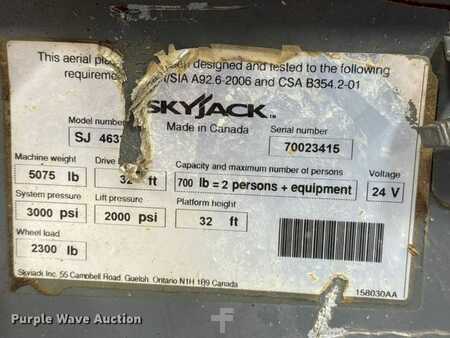 This aerial pla en designed and tested to the following
requireme I/SIA A92.6-2006 and CSA B354.2-01
SKYJACK™
Made in Canada
Model number
SJ 463
Serial number
70023415
Machine weight
5075 lb
Drive
32 ft
Capacity and maximum number of persons
700 lb = 2 persons + equipment
Voltage
24 V
System pressure
3000 psi
Lift pressure
2000 psi
Platform height
32 ft
Wheel load
2300 lb
Skyjack Inc. 55 Campbell Road. Guelph. Ontario N1H 1B9 Canada
158030AA
Purple Wave Auction